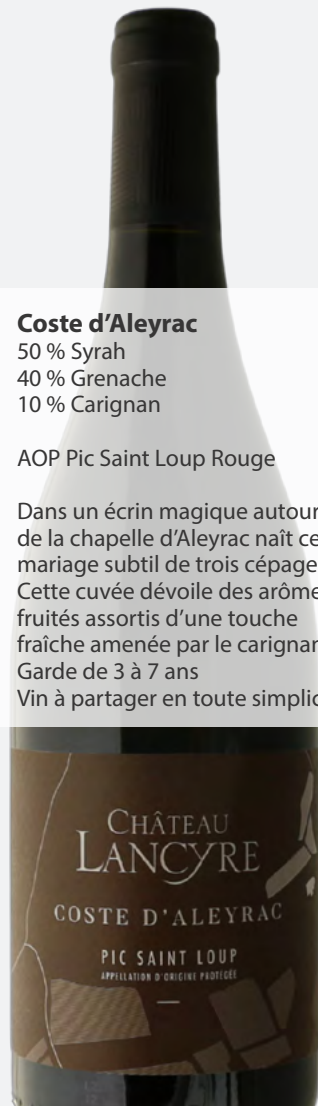 Coste d’Aleyrac
50 % Syrah
40 % Grenache
10 % Carignan
AOP Pic Saint Loup Rouge
Dans un écrin magique autour
de la chapelle d’Aleyrac naît ce
mariage subtil de trois cépage
Cette cuvée dévoile des arôme
fruités assortis d’une touche
fraîche amenée par le carignan
Garde de 3 à 7 ans
Vin à partager en toute simplic
CHÂTEAU
LANCYRE
COSTE D’ALEYRAC
PIC SAINT LOUP
APPELLATION D’ORIGINE PROTÉGÉE